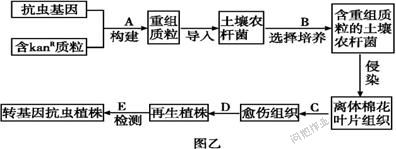 抗虫基因
含kanR质粒
A
构建
重组
质粒
导入
土壤农
杆菌
B
选择培养
含重组质
粒的土壤
农杆菌
侵
染
离体棉花
叶片组织
C
愈伤组织
D
再生植株
E
检测
转基因抗虫植株
图乙